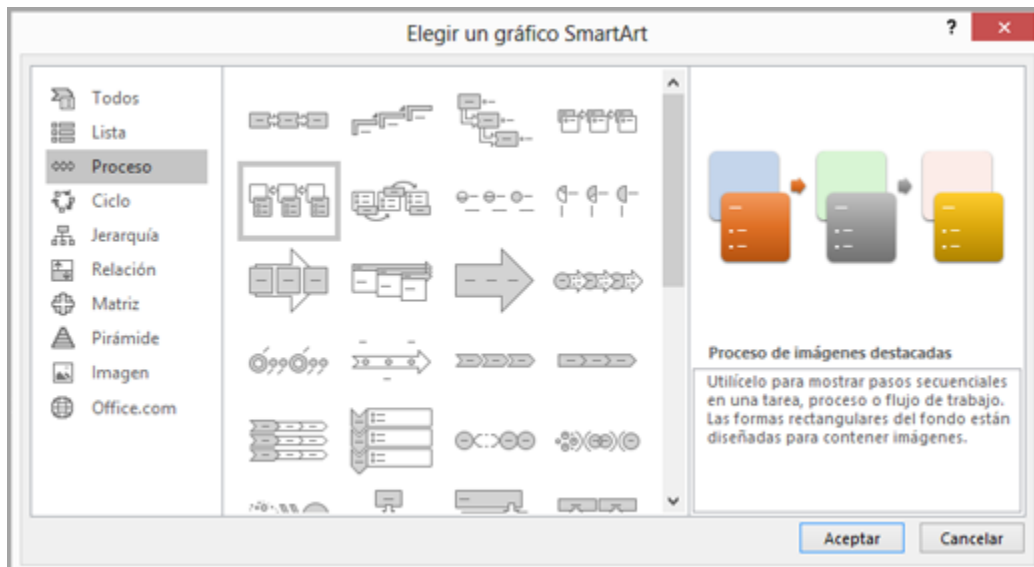 Elegir un gráfico SmartArt
?
Todos
Lista
Proceso
Ciclo
Jerarquía
Relación
Matriz
Pirámide
Imagen
Office.com
Proceso de imágenes destacadas
Utilícelo para mostrar pasos secuenciales
en una tarea, proceso o flujo de trabajo.
Las formas rectangulares del fondo están
diseñadas para contener imágenes.
Aceptar
Cancelar